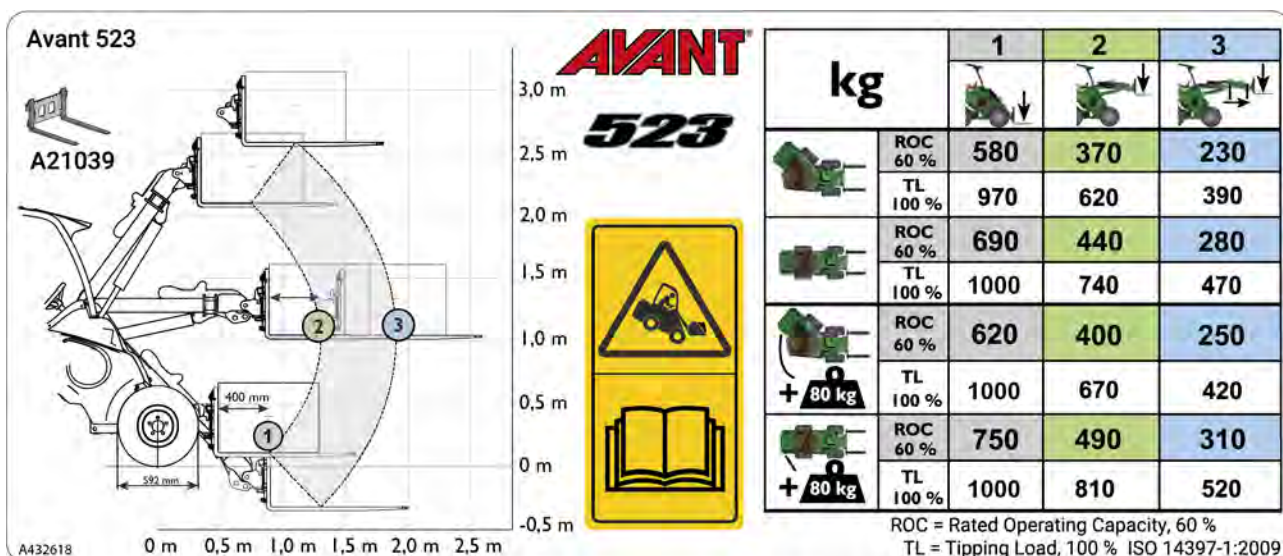 Avant 523
A21039
3,0 m
2,5 m
2,0 m
1,5 m
1,0 m
0,5 m
0 m
-0,5 m
2
3
400 mm
1
592 mm
A432618
0 m 0,5 m 1,0 m 1,5 m 2,0 m 2,5 m
AVANT®
523
kg 1 2 3
ROC 60 % 580 370 230
TL 100 % 970 620 390
ROC 60 % 690 440 280
TL 100 % 1000 740 470
ROC 60 % 620 400 250
+ 80 kg TL 100 % 1000 670 420
ROC 60 % 750 490 310
+ 80 kg TL 100 % 1000 810 520
ROC = Rated Operating Capacity, 60 %
TL = Tipping Load, 100 % ISO 14397-1:2009